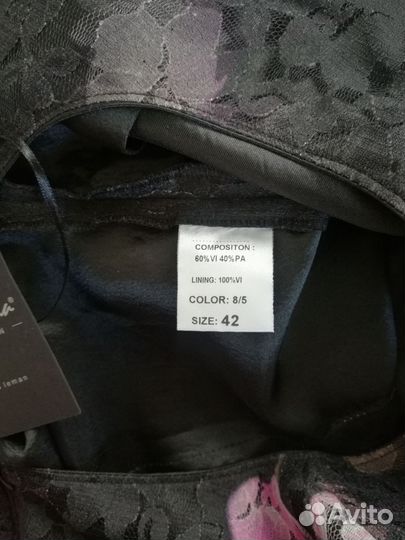 COMPOSITON :
60%VI 40%PA
LINING: 100%VI
COLOR: 8/5
SIZE: 42
Avito